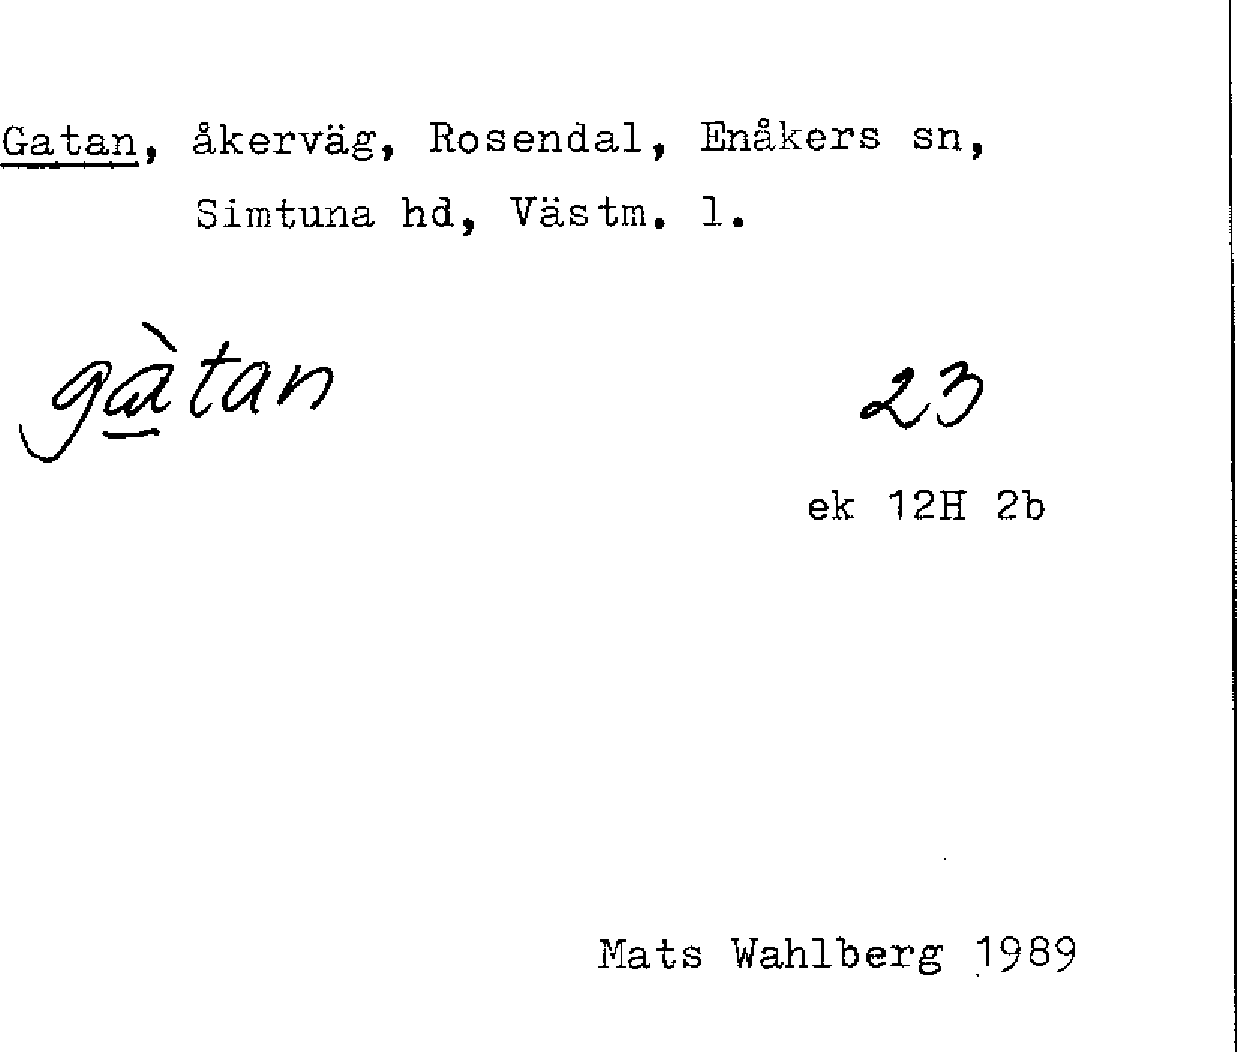 Gatan, åkerväg, Rosendal, Enåkers sn,
Simtuna hd, Västm. l.
gàtan 23
ek 12H 2b
Mats Wahlberg 1989